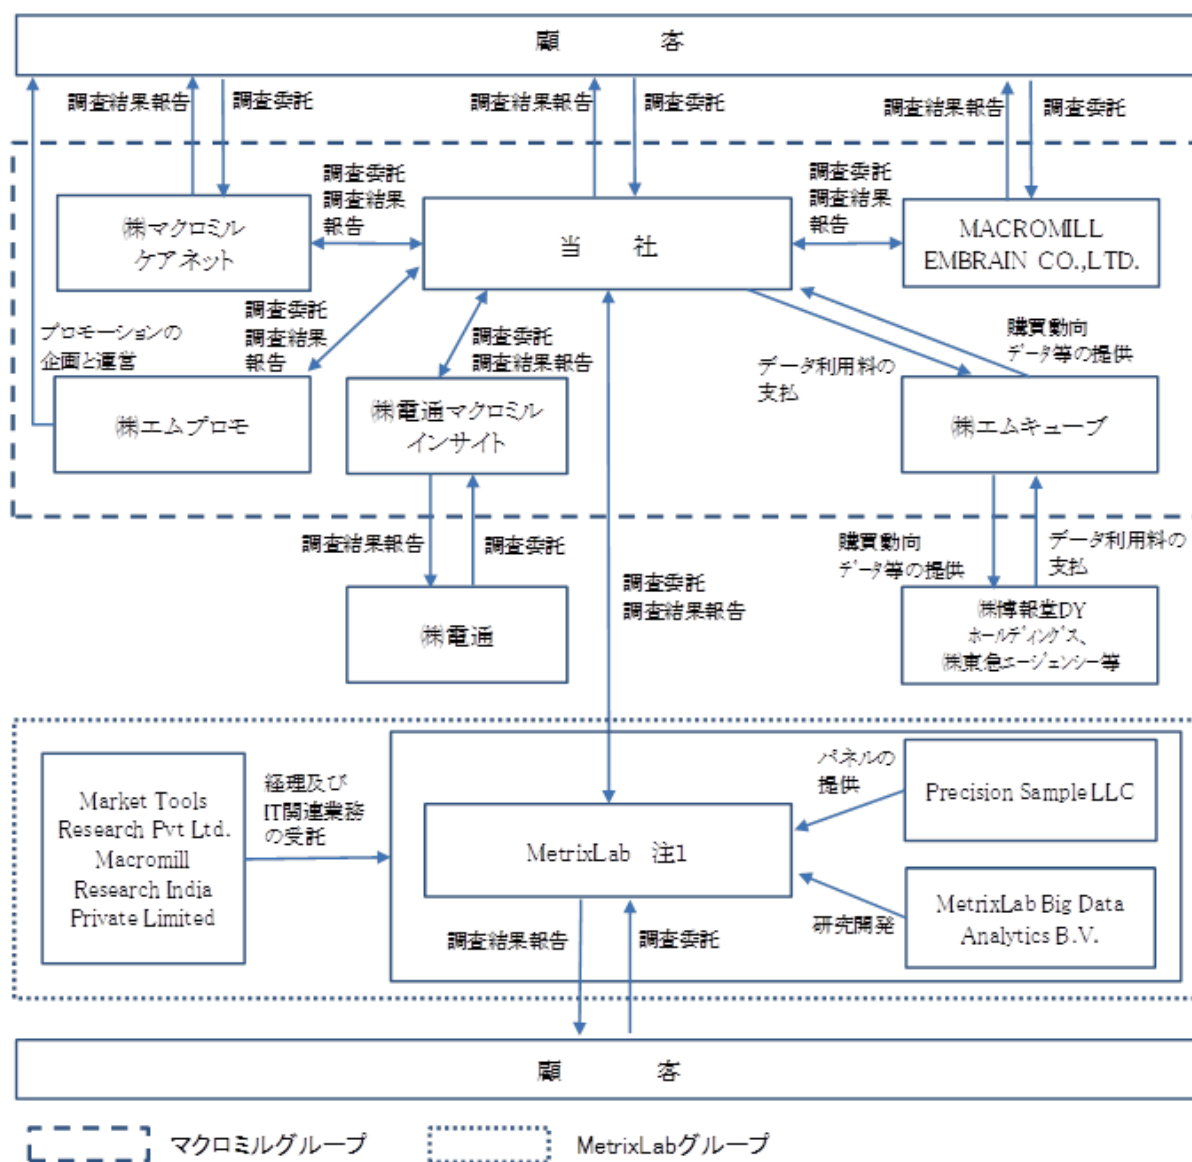 顧　客
調査結果報告
調査委託
調査結果報告
調査委託
調査結果報告
調査委託
調査委託
調査結果
報告
調査委託
調査結果
報告
㈱マクロミル
ケアネット
当　社
MACROMILL
EMBRAIN CO.,LTD.
プロモーションの
企画と運営
調査委託
調査結果
報告
調査委託
調査結果報告
データ利用料の
支払
購買動向
データ等の提供
㈱エムプロモ
㈱電通マクロミル
インサイト
㈱エムキューブ
調査結果報告
調査委託
購買動向
データ等の提供
データ利用料の
支払
㈱電通
調査委託
調査結果報告
㈱博報堂DY
ホールディングス、
㈱東急エージェンシー等
Market Tools
Research Pvt Ltd.
Macromill
Research India
Private Limited
経理及び
IT関連業務
の受託
MetrixLab　注1
パネルの
提供
Precision Sample LLC
研究開発
MetrixLab Big Data
Analytics B.V.
調査結果報告
調査委託
顧　客
マクロミルグループ
MetrixLabグループ